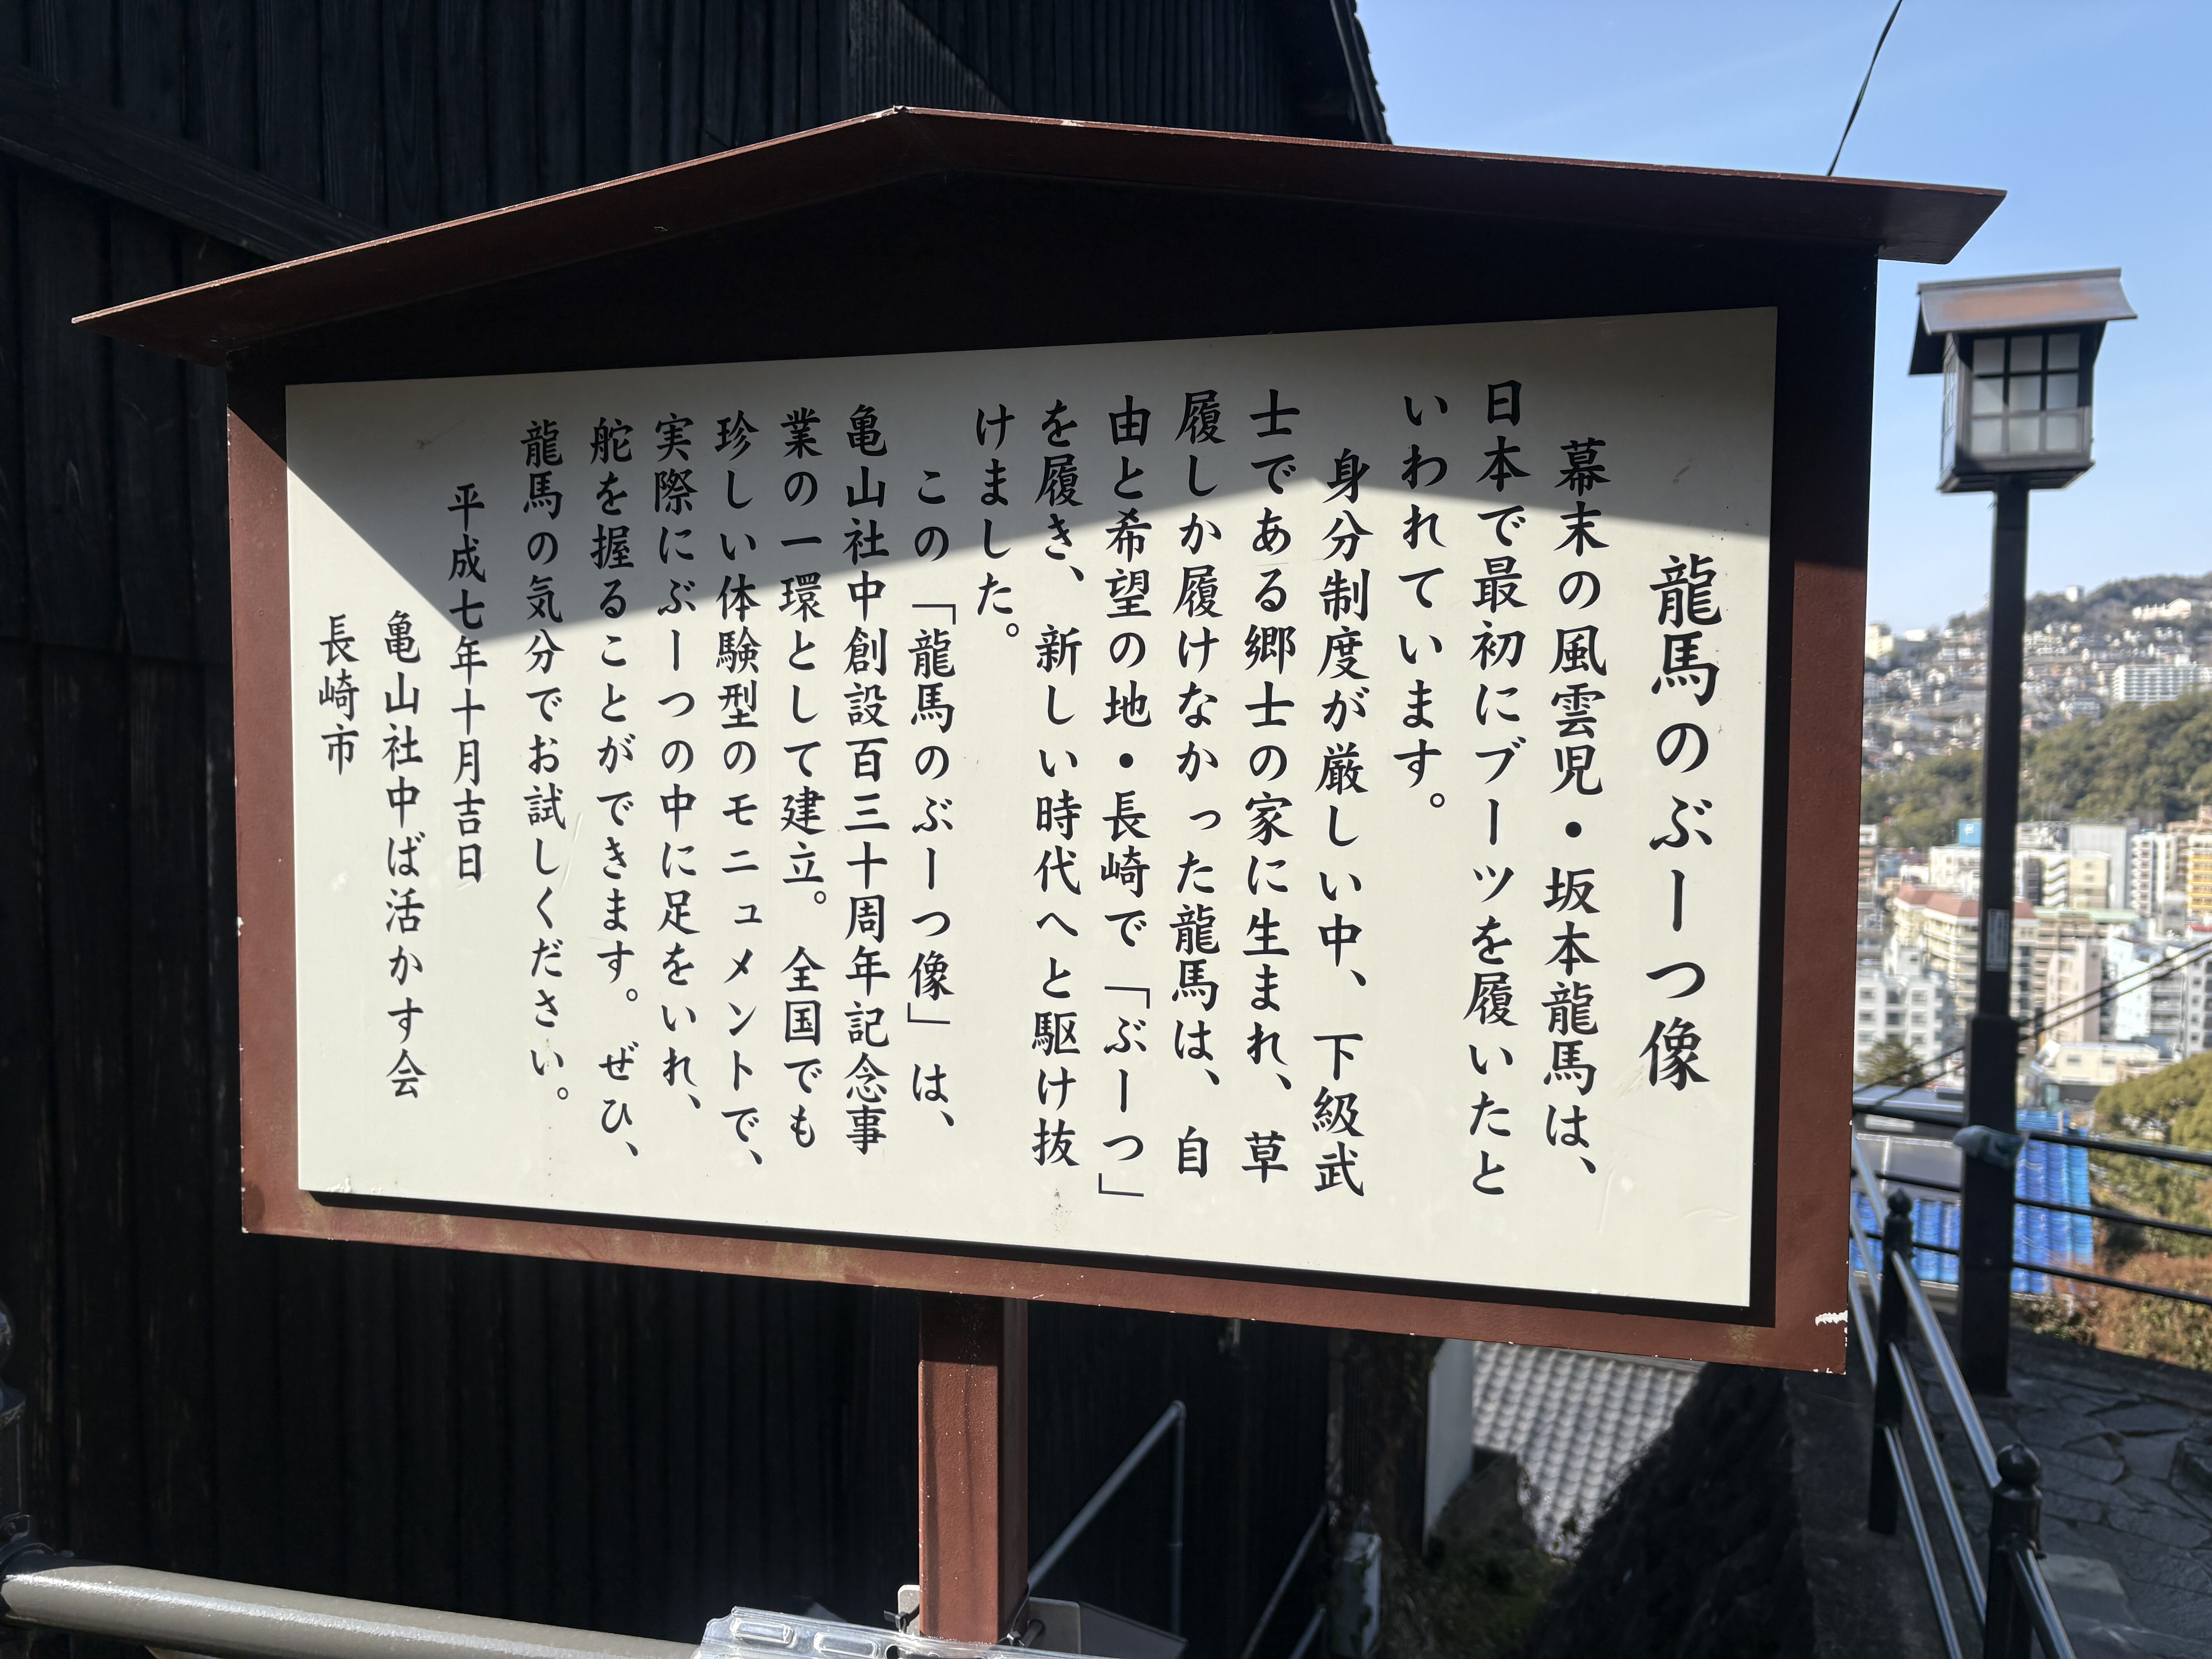 龍馬のぶーつ像
幕末の風雲児・坂本龍馬は、
日本で最初にブーツを履いたと
いわれています。
身分制度が厳しい中、下級武
士である郷士の家に生まれ、草
履しか履けなかった龍馬は、自
由と希望の地・長崎で「ぶーつ」
を履き、新しい時代へと駆け抜
けました。
この「龍馬のぶーつ像」は、
亀山社中創設百三十周年記念事
業の一環として建立。全国でも
珍しい体験型のモニュメントで、
実際にぶーつの中に足をいれ、
舵を握ることができます。ぜひ、
龍馬の気分でお試しください。
平成七年十月吉日
亀山社中ば活かす会
長崎市